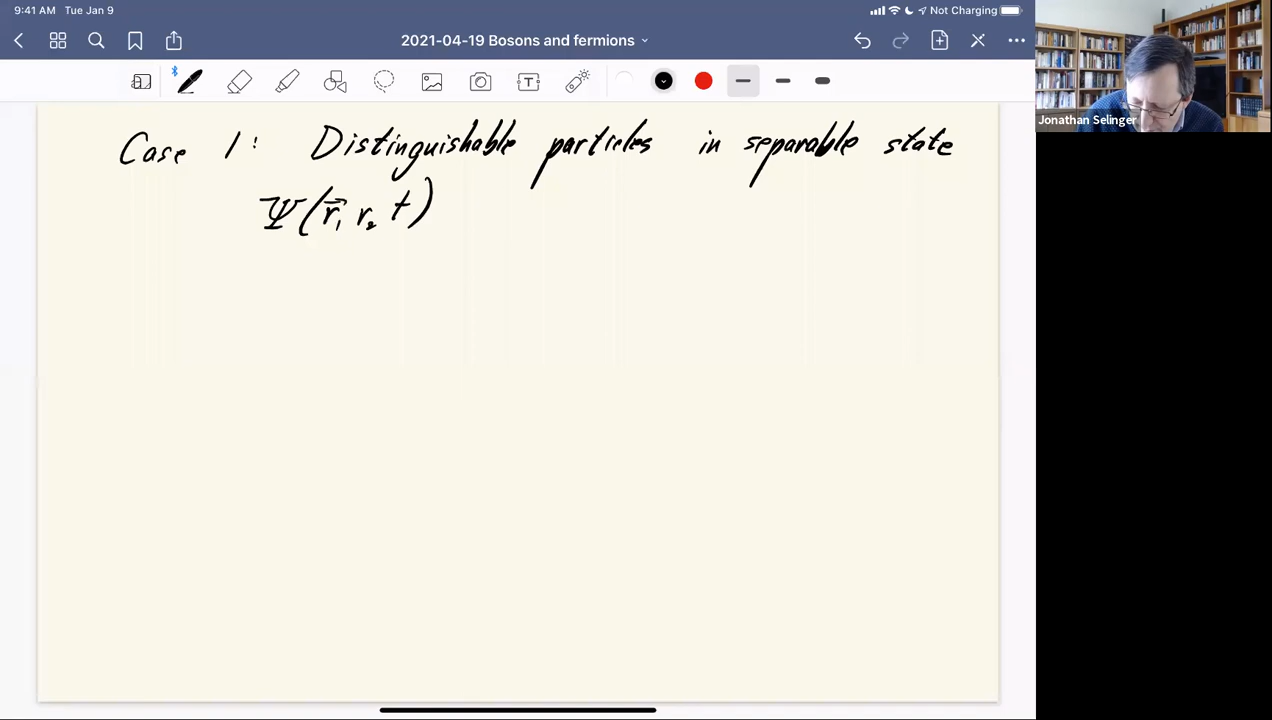 9:41 AM Tue Jan 9 Not Charging
2021-04-19 Bosons and fermions
Jonathan Selinger
Case 1: Distinguishable particles in separable state
Ψ(r⃗₁ r₂ t)